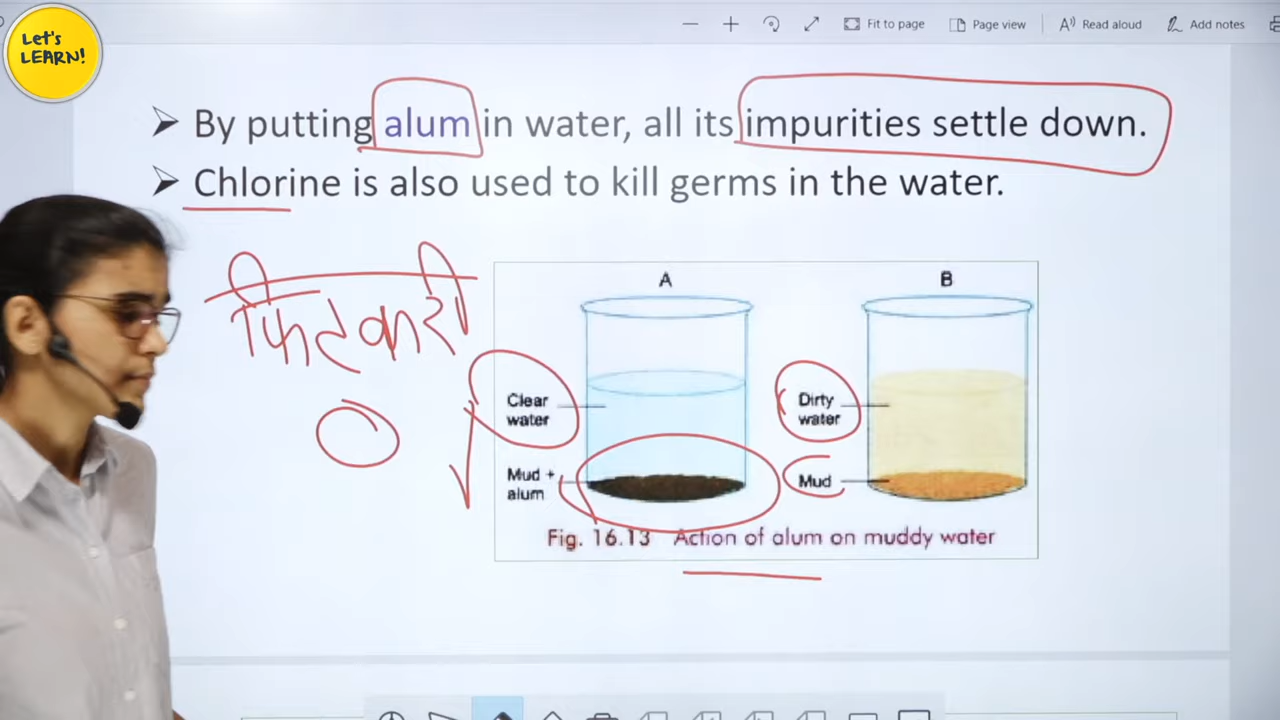 Let's
LEARN!
Fit to page
Page view
Read aloud
Add notes
➤ By putting alum in water, all its impurities settle down.
➤ Chlorine is also used to kill germs in the water.
फिटकरी
A
B
Clear
water
Mud +
alum
Dirty
water
Mud
Fig. 16.13 Action of alum on muddy water